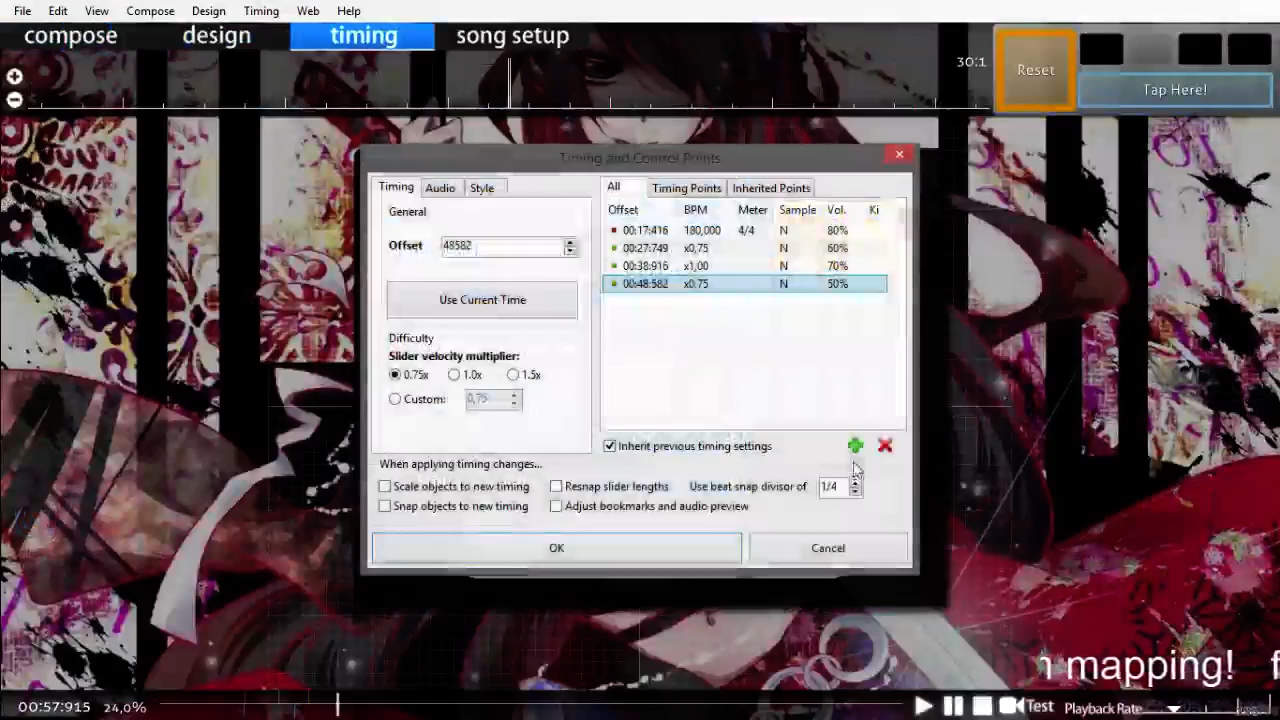 File Edit View Compose Design Timing Web Help
compose design timing song setup
30:1
Reset
Tap Here!
Timing and Control Points
Timing Audio Style
General
Offset 48582
Use Current Time
Difficulty
Slider velocity multiplier:
0.75x 1.0x 1.5x
Custom: 0,75
All Timing Points Inherited Points
Offset BPM Meter Sample Vol. Ki
00:17:416 180,000 4/4 N 80%
00:27:749 x0,75 N 60%
00:38:916 x1,00 N 70%
00:48:582 x0,75 N 50%
Inherit previous timing settings
When applying timing changes...
Scale objects to new timing Resnap slider lengths Use beat snap divisor of 1/4
Snap objects to new timing Adjust bookmarks and audio preview
OK Cancel
mapping!
00:57:915 24,0% Test Playback Rate